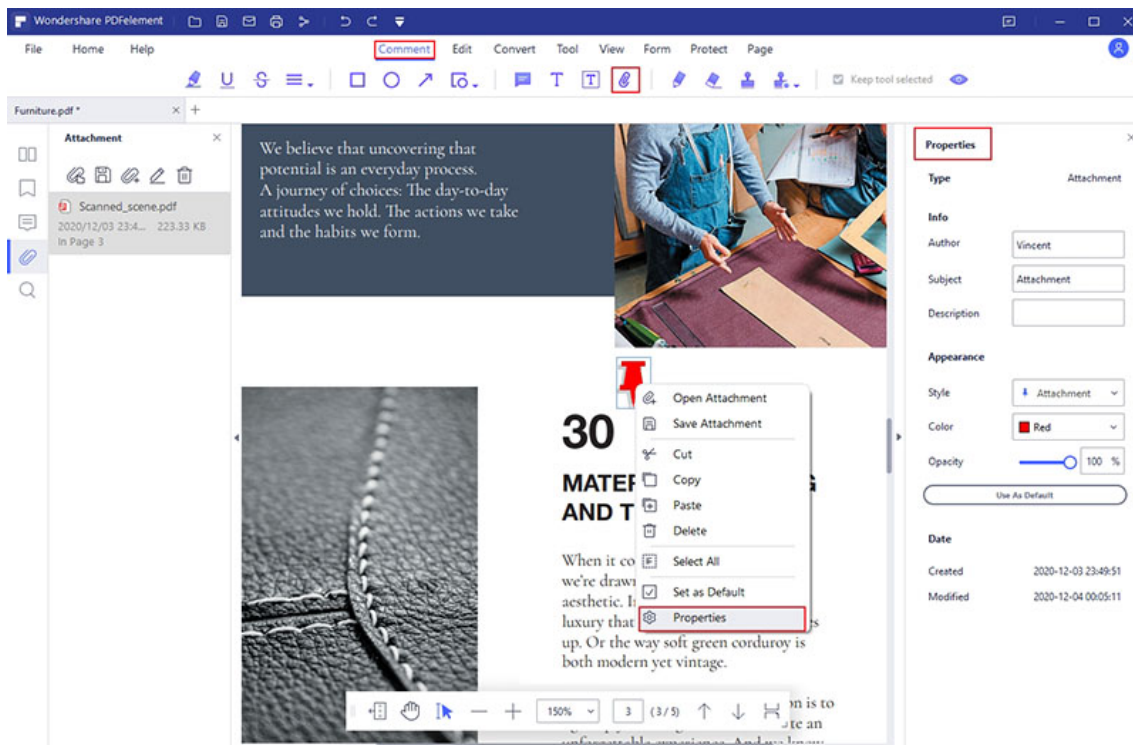 Wondershare PDFelement
File Home Help Comment Edit Convert Tool View Form Protect Page
Keep tool selected
Furniture.pdf *
Attachment
Scanned_scene.pdf
2020/12/03 23:4... 223.33 KB
In Page 3
We believe that uncovering that
potential is an everyday process.
A journey of choices: The day-to-day
attitudes we hold. The actions we take
and the habits we form.
30
MATER
AND T
When it co
we're drawn
aesthetic. I
luxury that
up. Or the way soft green corduroy is
both modern yet vintage.
on is to
te an
unforgettable experience. And we know
Open Attachment
Save Attachment
Cut
Copy
Paste
Delete
Select All
Set as Default
Properties
150% 3 (3/5)
Properties
Type Attachment
Info
Author Vincent
Subject Attachment
Description
Appearance
Style Attachment
Color Red
Opacity 100 %
Use As Default
Date
Created 2020-12-03 23:49:51
Modified 2020-12-04 00:05:11